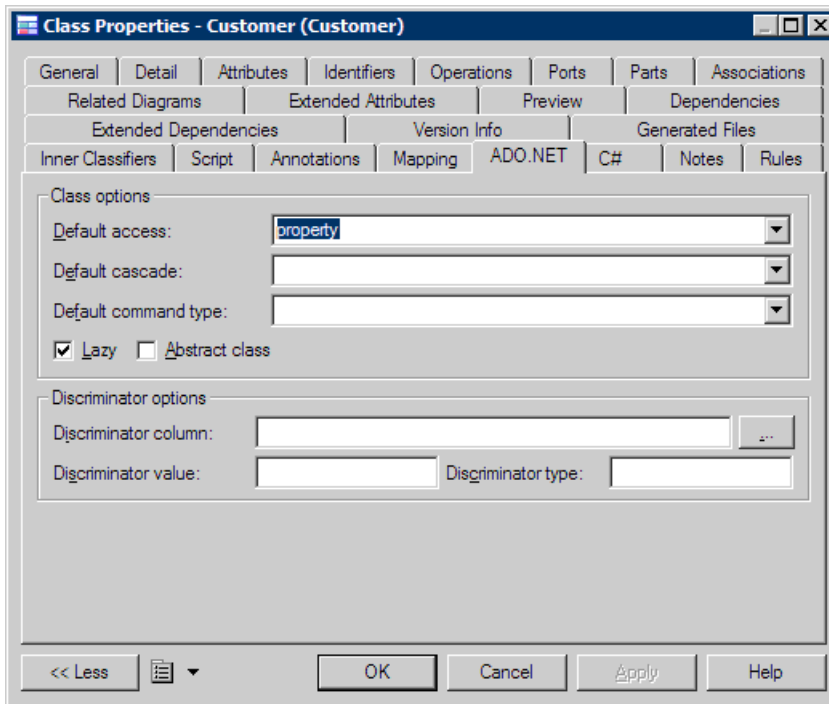 Class Properties - Customer (Customer)
General Detail Attributes Identifiers Operations Ports Parts Associations
Related Diagrams Extended Attributes Preview Dependencies
Extended Dependencies Version Info Generated Files
Inner Classifiers Script Annotations Mapping ADO.NET C# Notes Rules
Class options
Default access: property
Default cascade:
Default command type:
Lazy Abstract class
Discriminator options
Discriminator column: ...
Discriminator value: Discriminator type:
<< Less OK Cancel Apply Help